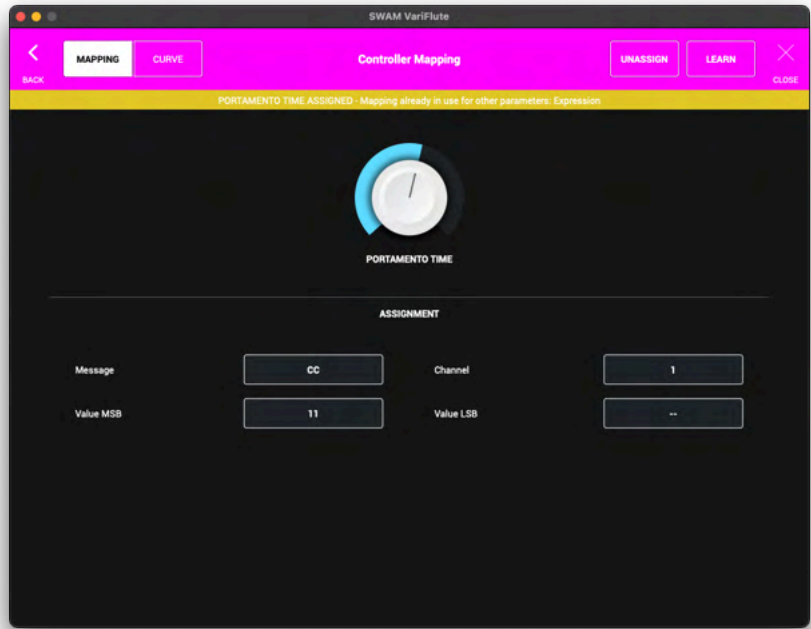 SWAM VariFlute
BACK
MAPPING
CURVE
Controller Mapping
UNASSIGN
LEARN
CLOSE
PORTAMENTO TIME ASSIGNED - Mapping already in use for other parameters: Expression
PORTAMENTO TIME
ASSIGNMENT
Message
CC
Channel
1
Value MSB
11
Value LSB
--